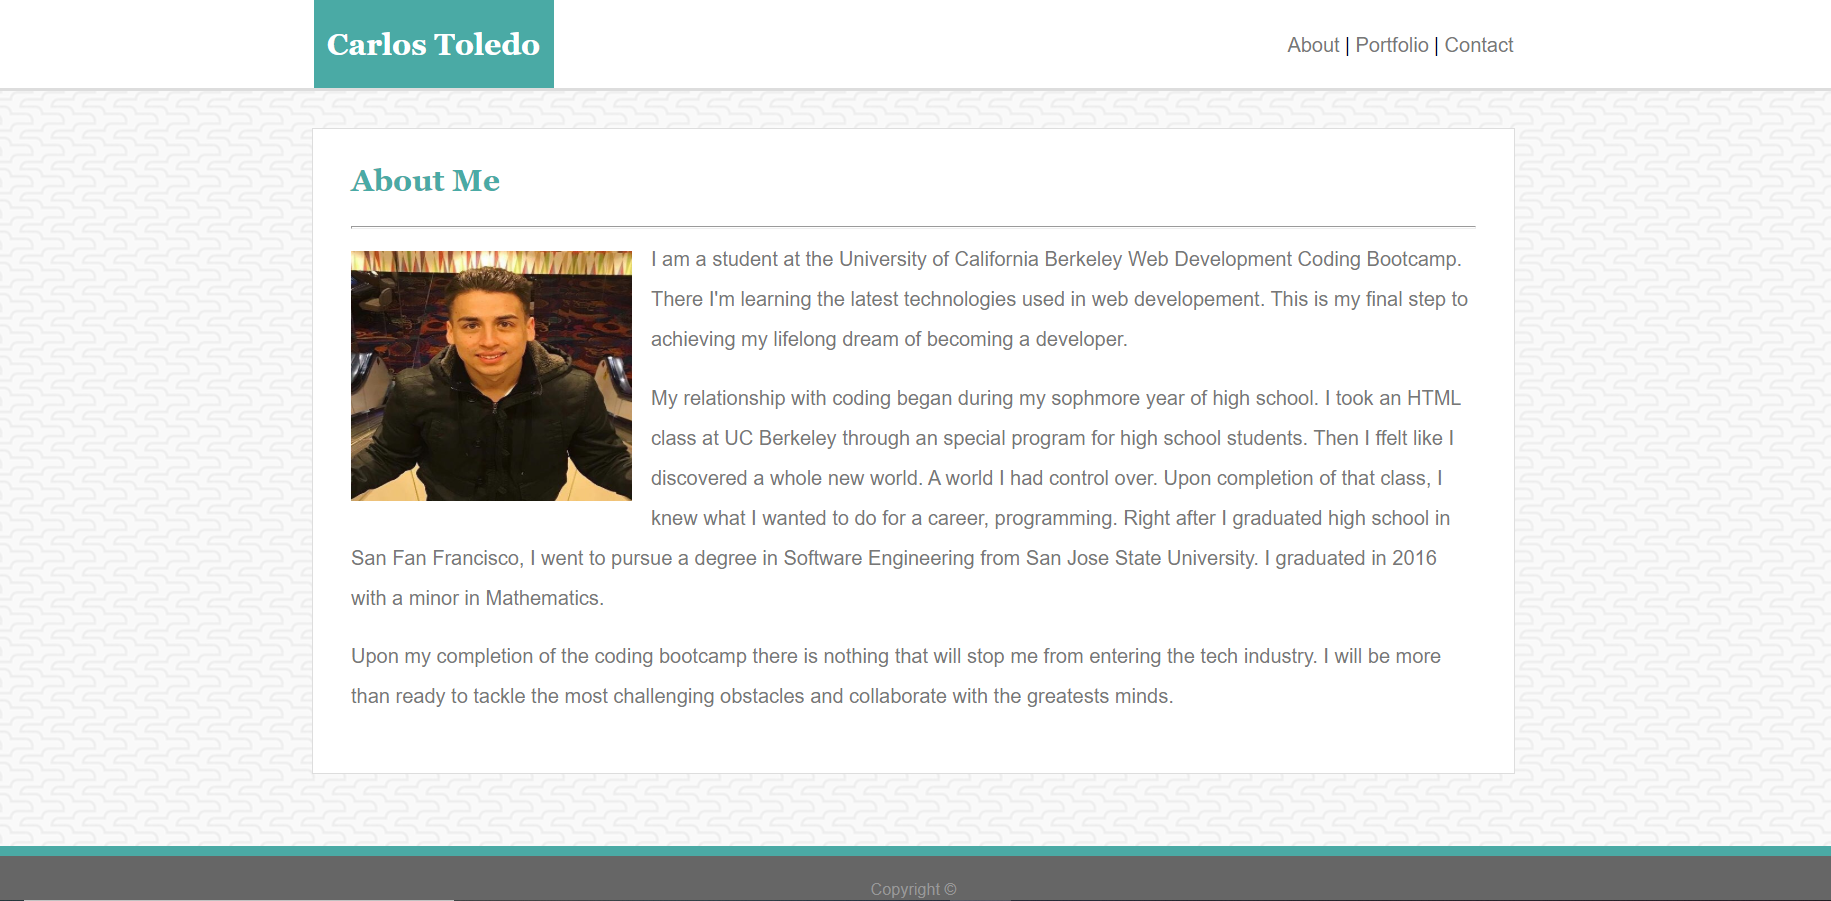 Carlos Toledo
About | Portfolio | Contact
About Me
I am a student at the University of California Berkeley Web Development Coding Bootcamp.
There I'm learning the latest technologies used in web developement. This is my final step to
achieving my lifelong dream of becoming a developer.
My relationship with coding began during my sophmore year of high school. I took an HTML
class at UC Berkeley through an special program for high school students. Then I ffelt like I
discovered a whole new world. A world I had control over. Upon completion of that class, I
knew what I wanted to do for a career, programming. Right after I graduated high school in
San Fan Francisco, I went to pursue a degree in Software Engineering from San Jose State University. I graduated in 2016
with a minor in Mathematics.
Upon my completion of the coding bootcamp there is nothing that will stop me from entering the tech industry. I will be more
than ready to tackle the most challenging obstacles and collaborate with the greatests minds.
Copyright ©